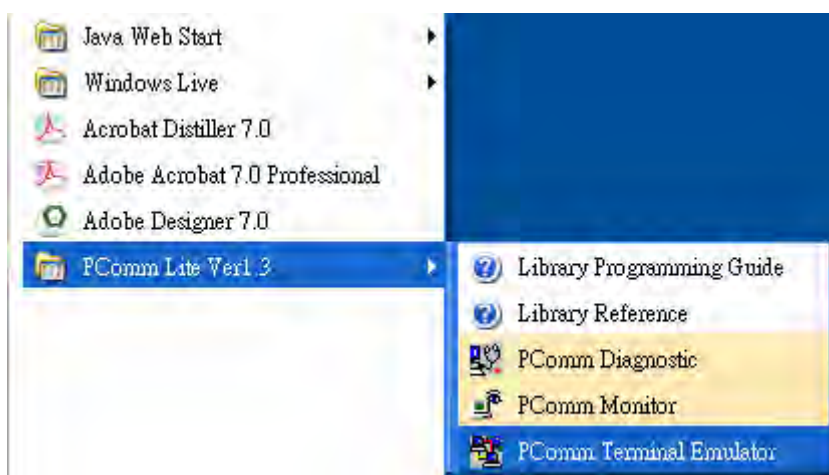 Java Web Start
Windows Live
Acrobat Distiller 7.0
Adobe Acrobat 7.0 Professional
Adobe Designer 7.0
PComm Lite Ver1.3
Library Programming Guide
Library Reference
PComm Diagnostic
PComm Monitor
PComm Terminal Emulator